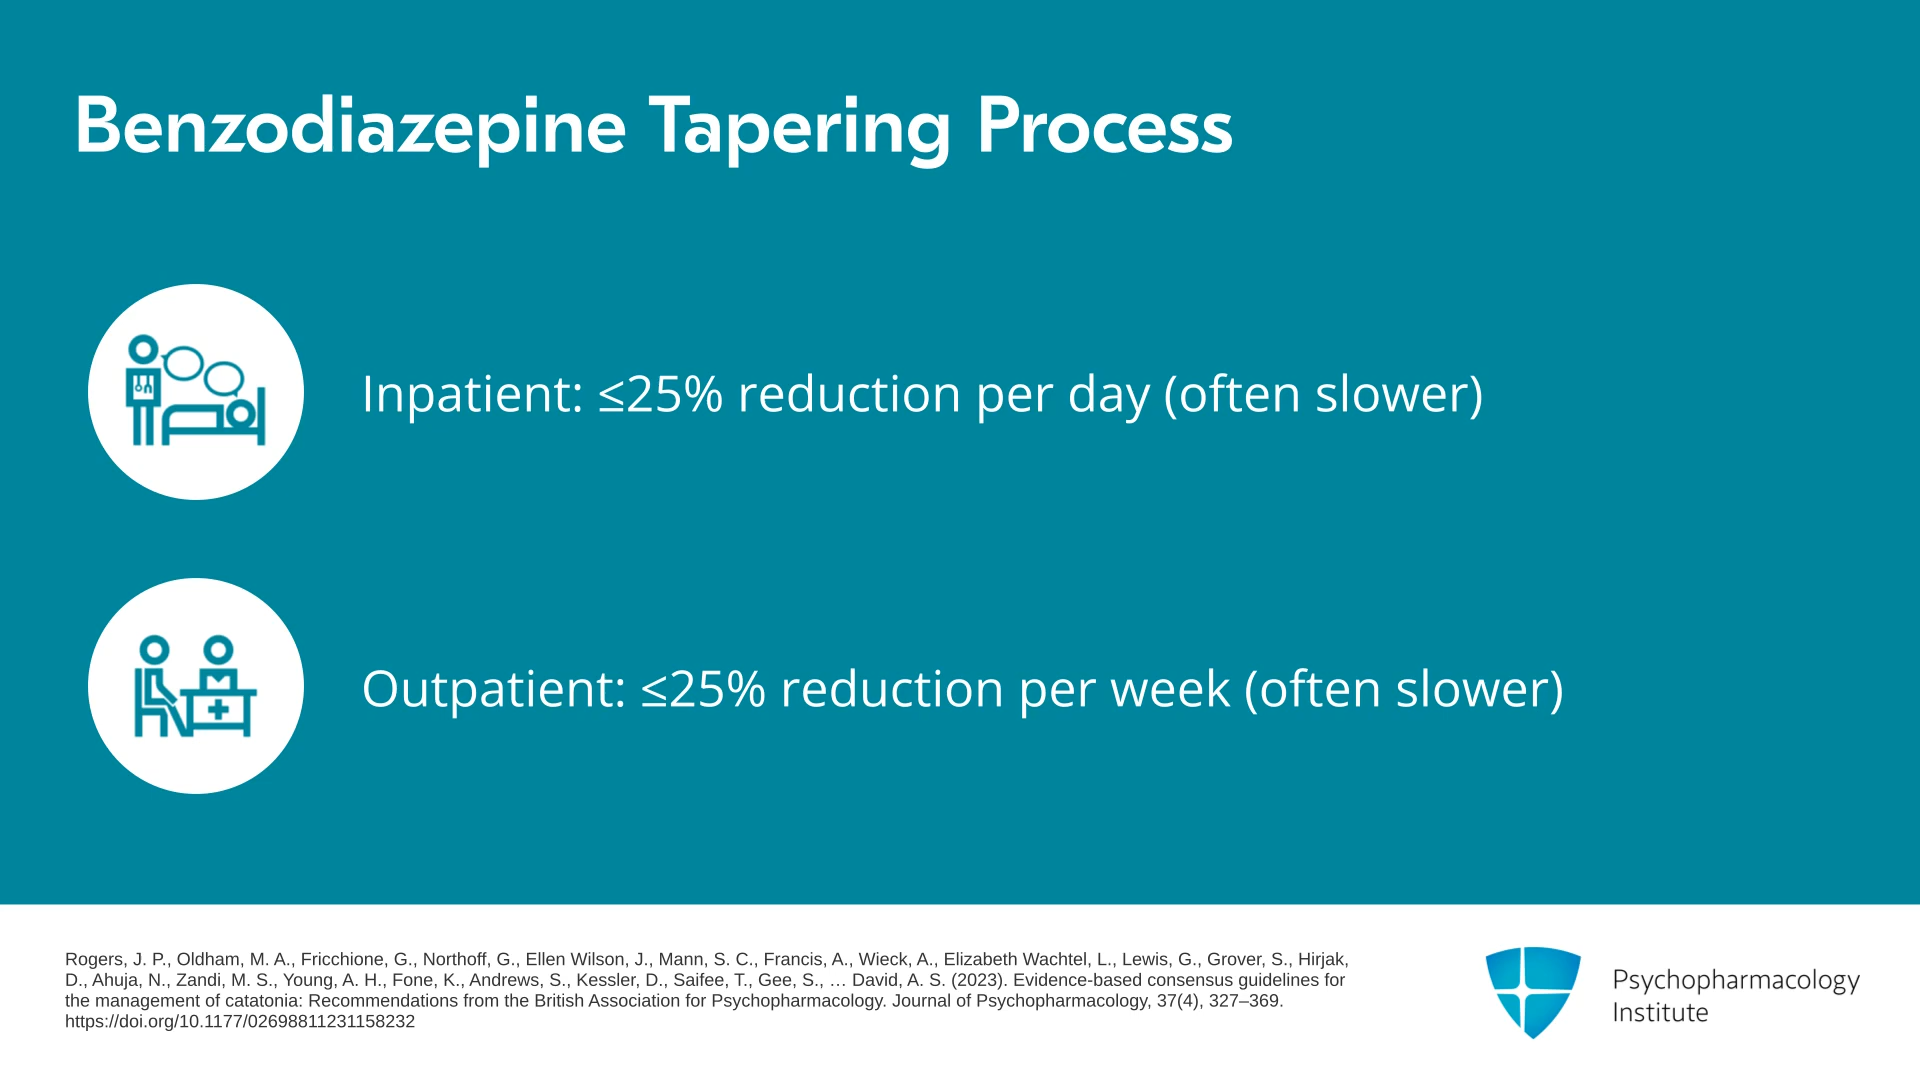 Benzodiazepine Tapering Process
Inpatient: ≤25% reduction per day (often slower)
Outpatient: ≤25% reduction per week (often slower)
Rogers, J. P., Oldham, M. A., Fricchione, G., Northoff, G., Ellen Wilson, J., Mann, S. C., Francis, A., Wieck, A., Elizabeth Wachtel, L., Lewis, G., Grover, S., Hirjak,
D., Ahuja, N., Zandi, M. S., Young, A. H., Fone, K., Andrews, S., Kessler, D., Saifee, T., Gee, S., … David, A. S. (2023). Evidence-based consensus guidelines for
the management of catatonia: Recommendations from the British Association for Psychopharmacology. Journal of Psychopharmacology, 37(4), 327–369.
https://doi.org/10.1177/02698811231158232
Psychopharmacology
Institute